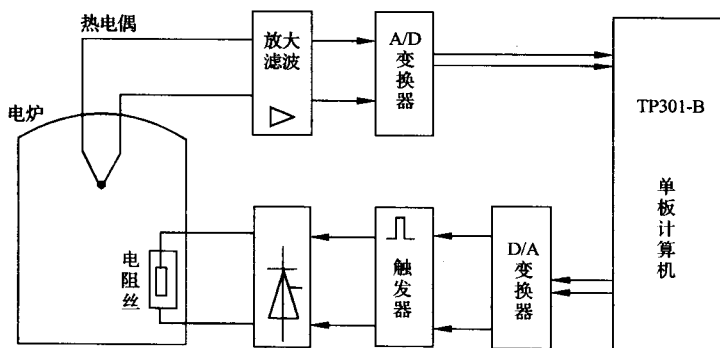 热电偶
放大
滤波
A/D
变
换
器
TP301-B
单
板
计
算
机
电炉
电
阻
丝
触
发
器
D/A
变
换
器